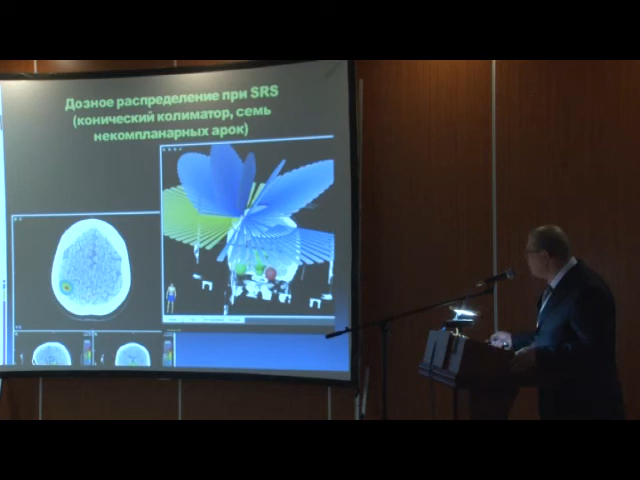 Дозное распределение при SRS
(конический колиматор, семь
некомпланарных арок)